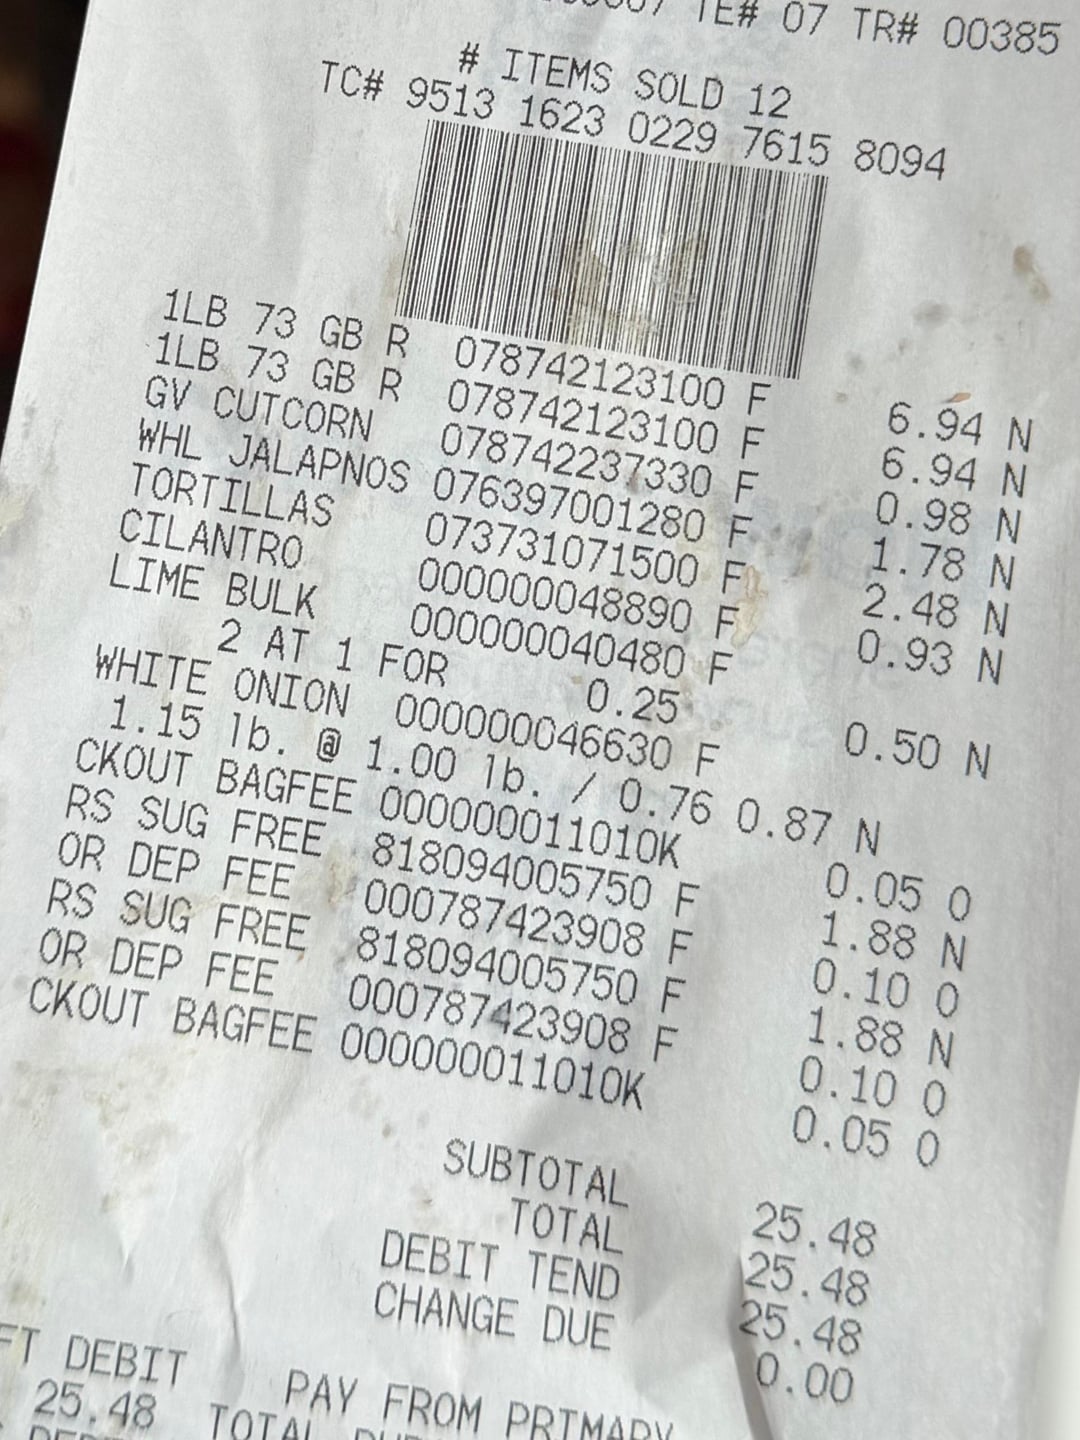 TE# 07 TR# 00385
# ITEMS SOLD 12
TC# 9513 1623 0229 7615 8094
1LB 73 GB R 078742123100 F 6.94 N
1LB 73 GB R 078742123100 F 6.94 N
GV CUTCORN 078742237330 F 0.98 N
WHL JALAPNOS 076397001280 F 1.78 N
TORTILLAS 073731071500 F 2.48 N
CILANTRO 000000048890 F 0.93 N
LIME BULK 000000040480 F
2 AT 1 FOR 0.25 0.50 N
WHITE ONION 000000046630 F
1.15 lb. @ 1.00 lb. / 0.76 0.87 N
CKOUT BAGFEE 000000011010K 0.05 O
RS SUG FREE 818094005750 F 1.88 N
OR DEP FEE 000787423908 F 0.10 O
RS SUG FREE 818094005750 F 1.88 N
OR DEP FEE 000787423908 F 0.10 O
CKOUT BAGFEE 000000011010K 0.05 O
SUBTOTAL 25.48
TOTAL 25.48
DEBIT TEND 25.48
CHANGE DUE 0.00
FT DEBIT PAY FROM PRIMARY
25.48 TOTAL